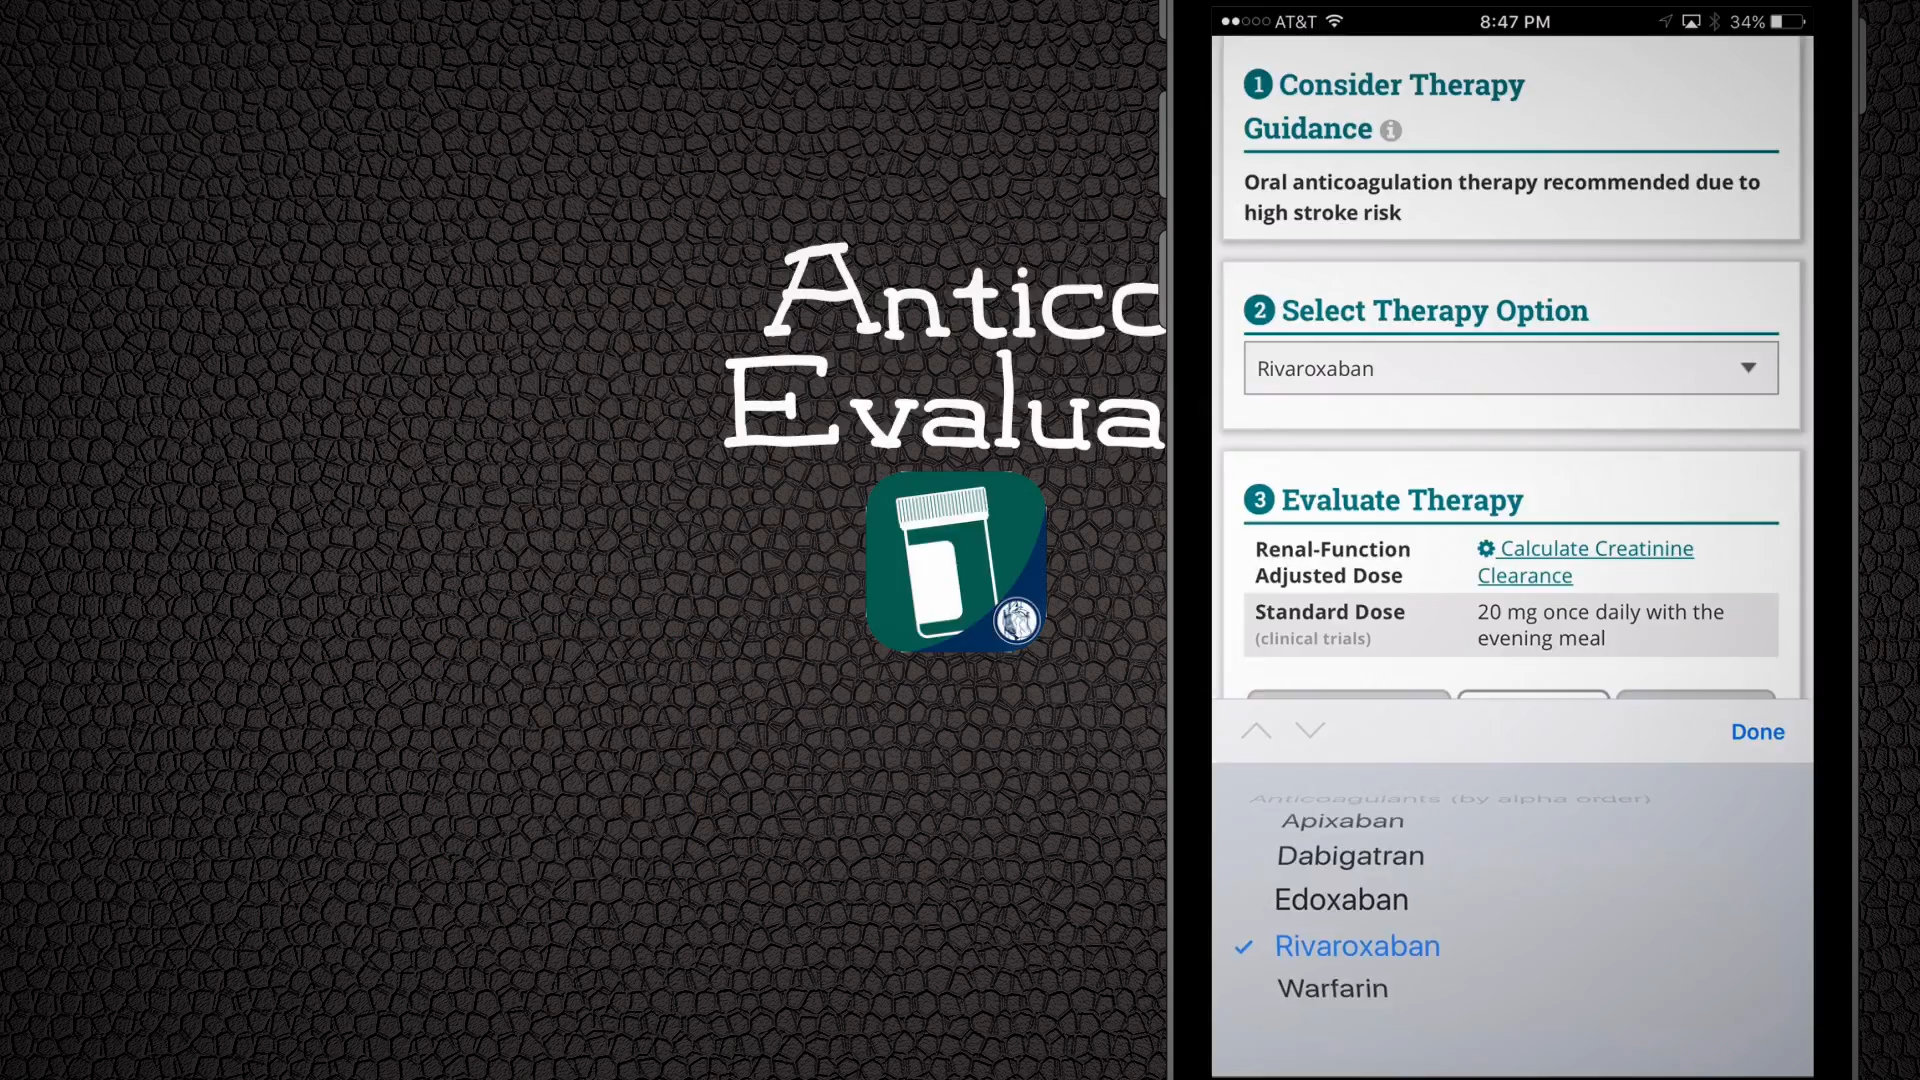 AT&T
8:47 PM
34%
1 Consider Therapy
Guidance
Oral anticoagulation therapy recommended due to
high stroke risk
2 Select Therapy Option
Rivaroxaban
3 Evaluate Therapy
Renal-Function
Adjusted Dose
Calculate Creatinine
Clearance
Standard Dose
(clinical trials)
20 mg once daily with the
evening meal
Done
Anticoagulants (by alpha order)
Apixaban
Dabigatran
Edoxaban
Rivaroxaban
Warfarin
Antico
Evalua